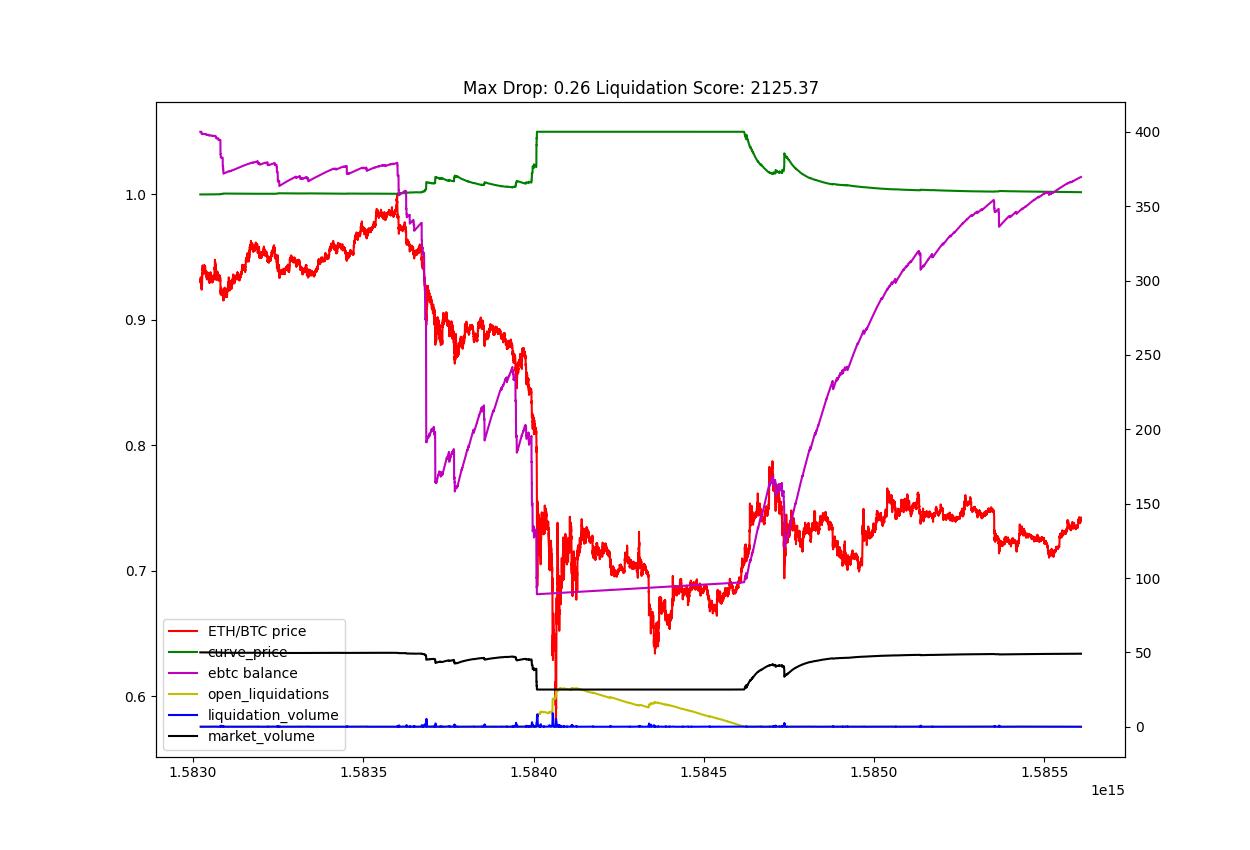 Max Drop: 0.26 Liquidation Score: 2125.37
1.0
0.9
0.8
0.7
0.6
400
350
300
250
200
150
100
50
0
ETH/BTC price
curve_price
ebtc balance
open_liquidations
liquidation_volume
market_volume
1.5830 1.5835 1.5840 1.5845 1.5850 1.5855
1e15